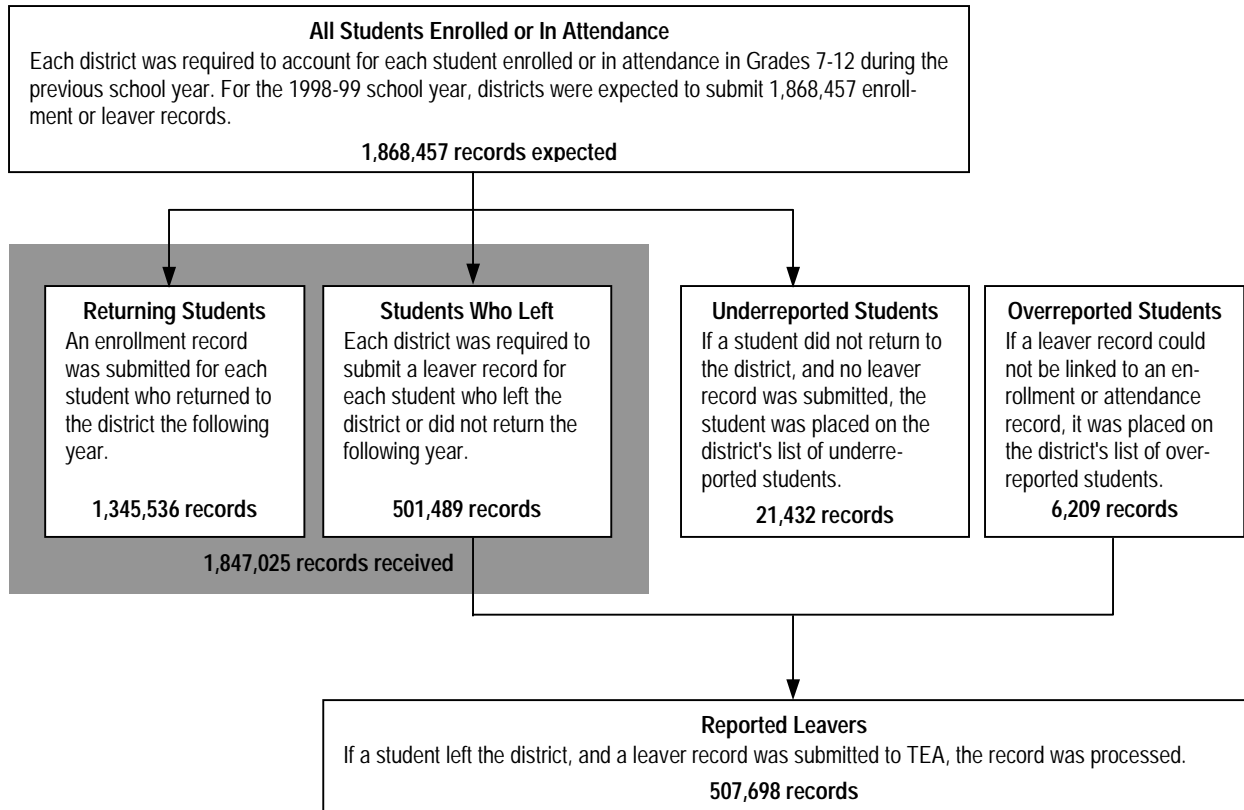 All Students Enrolled or In Attendance
Each district was required to account for each student enrolled or in attendance in Grades 7-12 during the
previous school year. For the 1998-99 school year, districts were expected to submit 1,868,457 enroll-
ment or leaver records.
1,868,457 records expected
Returning Students
An enrollment record
was submitted for each
student who returned to
the district the following
year.
1,345,536 records
Students Who Left
Each district was required to
submit a leaver record for
each student who left the
district or did not return the
following year.
501,489 records
1,847,025 records received
Underreported Students
If a student did not return to
the district, and no leaver
record was submitted, the
student was placed on the
district's list of underre-
ported students.
21,432 records
Overreported Students
If a leaver record could
not be linked to an en-
rollment or attendance
record, it was placed on
the district's list of over-
reported students.
6,209 records
Reported Leavers
If a student left the district, and a leaver record was submitted to TEA, the record was processed.
507,698 records